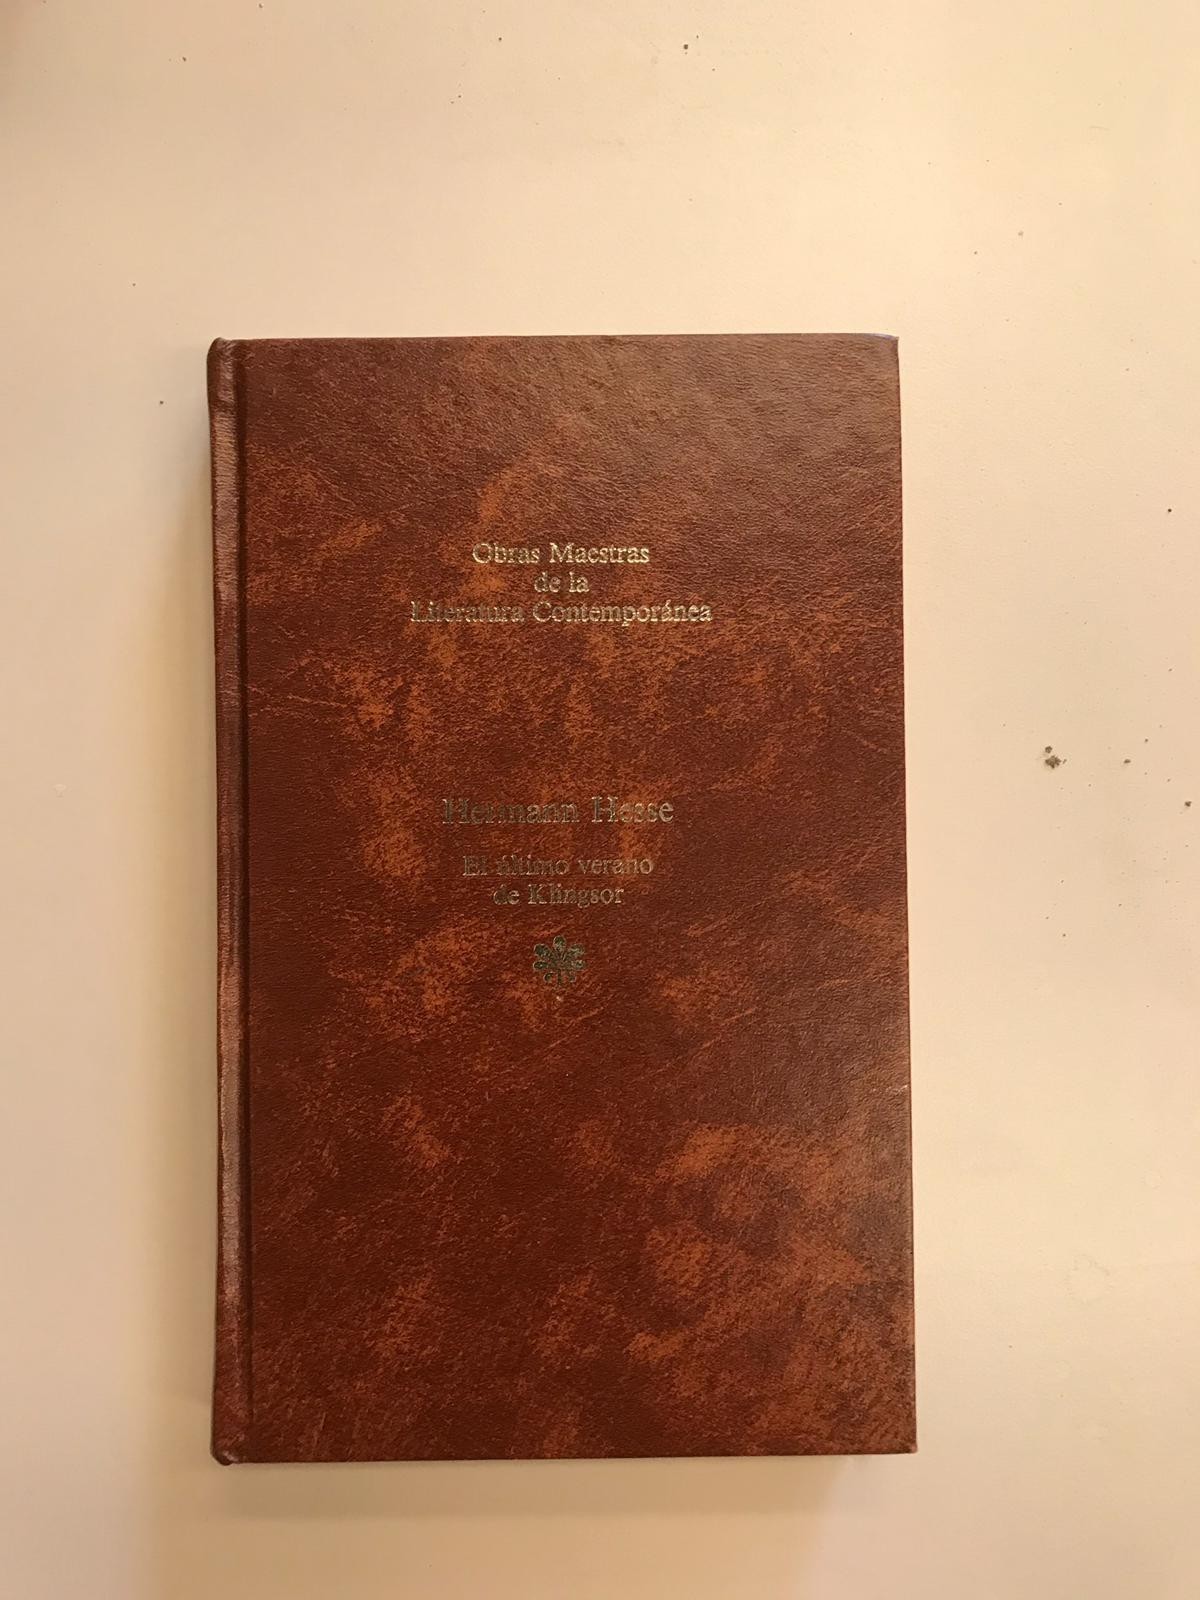 Obras Maestras
de la
Literatura Contemporánea
Hermann Hesse
El último verano
de Klingsor